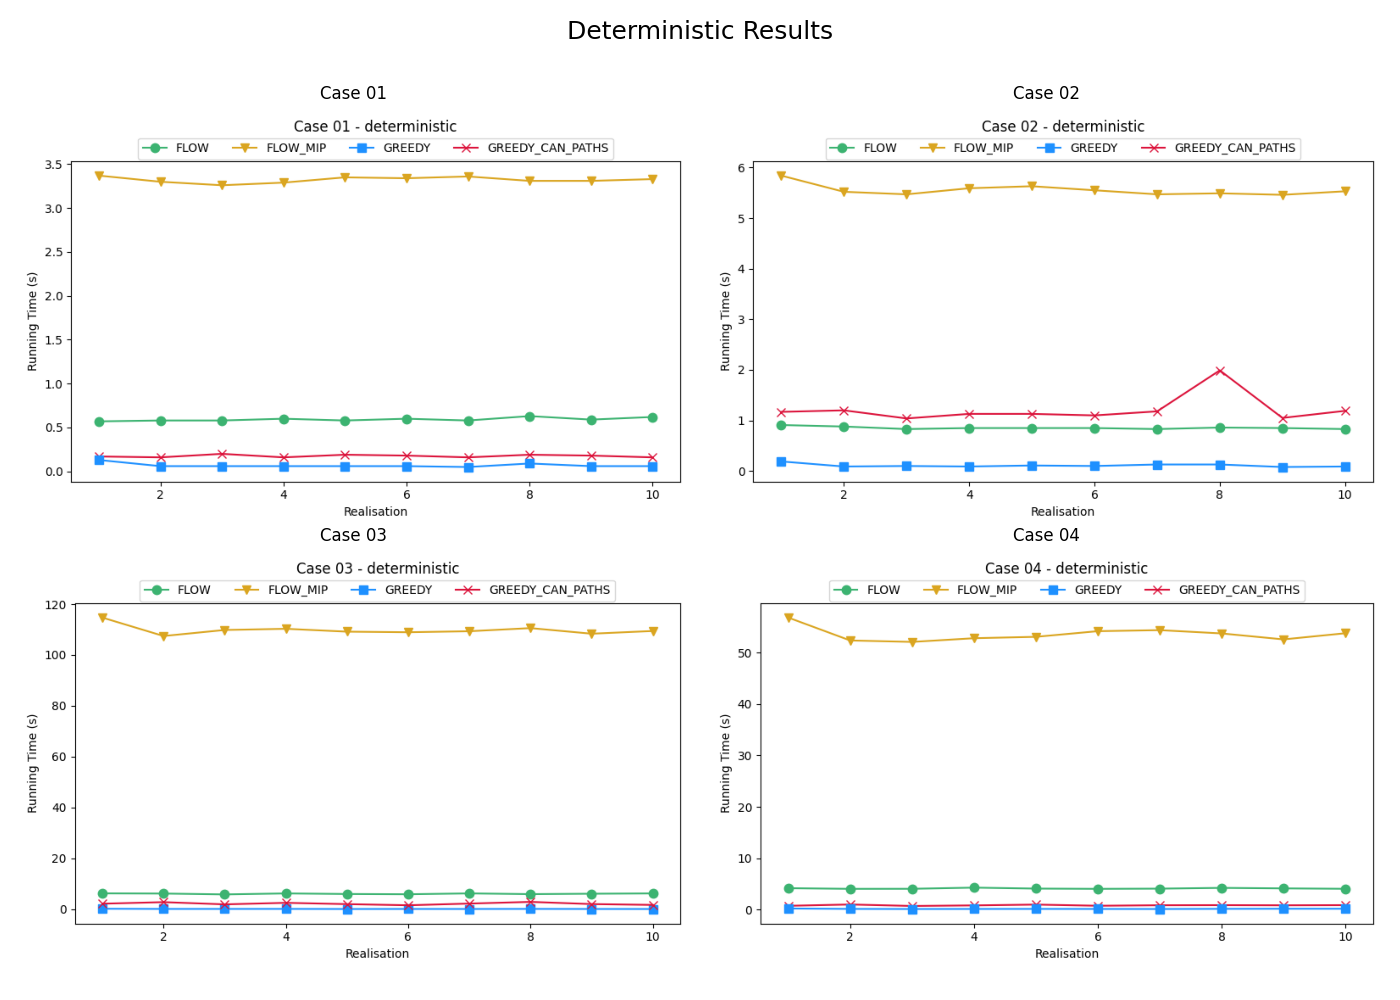 Deterministic Results
Case 01
Case 01 - deterministic
FLOW FLOW_MIP GREEDY GREEDY_CAN_PATHS
3.5
3.0
2.5
2.0
1.5
1.0
0.5
0.0
Running Time (s)
2 4 6 8 10
Realisation
Case 02
Case 02 - deterministic
FLOW FLOW_MIP GREEDY GREEDY_CAN_PATHS
6
5
4
3
2
1
0
Running Time (s)
2 4 6 8 10
Realisation
Case 03
Case 03 - deterministic
FLOW FLOW_MIP GREEDY GREEDY_CAN_PATHS
120
100
80
60
40
20
0
Running Time (s)
2 4 6 8 10
Realisation
Case 04
Case 04 - deterministic
FLOW FLOW_MIP GREEDY GREEDY_CAN_PATHS
50
40
30
20
10
0
Running Time (s)
2 4 6 8 10
Realisation